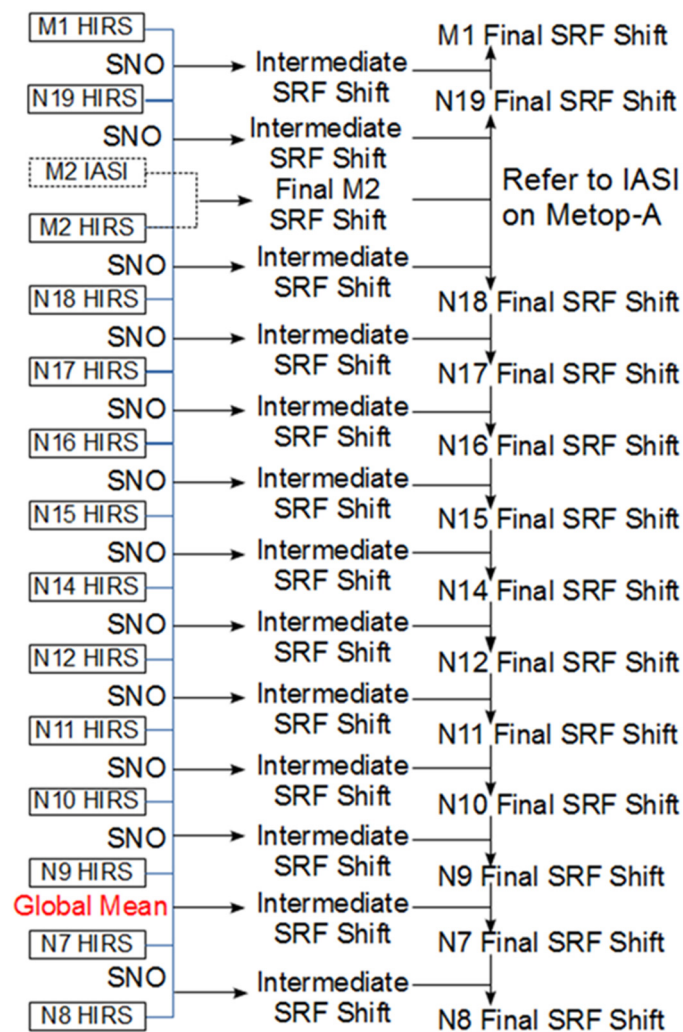 M1 HIRS
M1 Final SRF Shift
SNO
Intermediate
SRF Shift
N19 HIRS
N19 Final SRF Shift
SNO
Intermediate
SRF Shift
M2 IASI
Final M2
SRF Shift
Refer to IASI
on Metop-A
M2 HIRS
SNO
Intermediate
SRF Shift
N18 HIRS
N18 Final SRF Shift
SNO
Intermediate
SRF Shift
N17 HIRS
N17 Final SRF Shift
SNO
Intermediate
SRF Shift
N16 HIRS
N16 Final SRF Shift
SNO
Intermediate
SRF Shift
N15 HIRS
N15 Final SRF Shift
SNO
Intermediate
SRF Shift
N14 HIRS
N14 Final SRF Shift
SNO
Intermediate
SRF Shift
N12 HIRS
N12 Final SRF Shift
SNO
Intermediate
SRF Shift
N11 HIRS
N11 Final SRF Shift
SNO
Intermediate
SRF Shift
N10 HIRS
N10 Final SRF Shift
SNO
Intermediate
SRF Shift
N9 HIRS
N9 Final SRF Shift
Global Mean
Intermediate
SRF Shift
N7 HIRS
N7 Final SRF Shift
SNO
Intermediate
SRF Shift
N8 HIRS
N8 Final SRF Shift